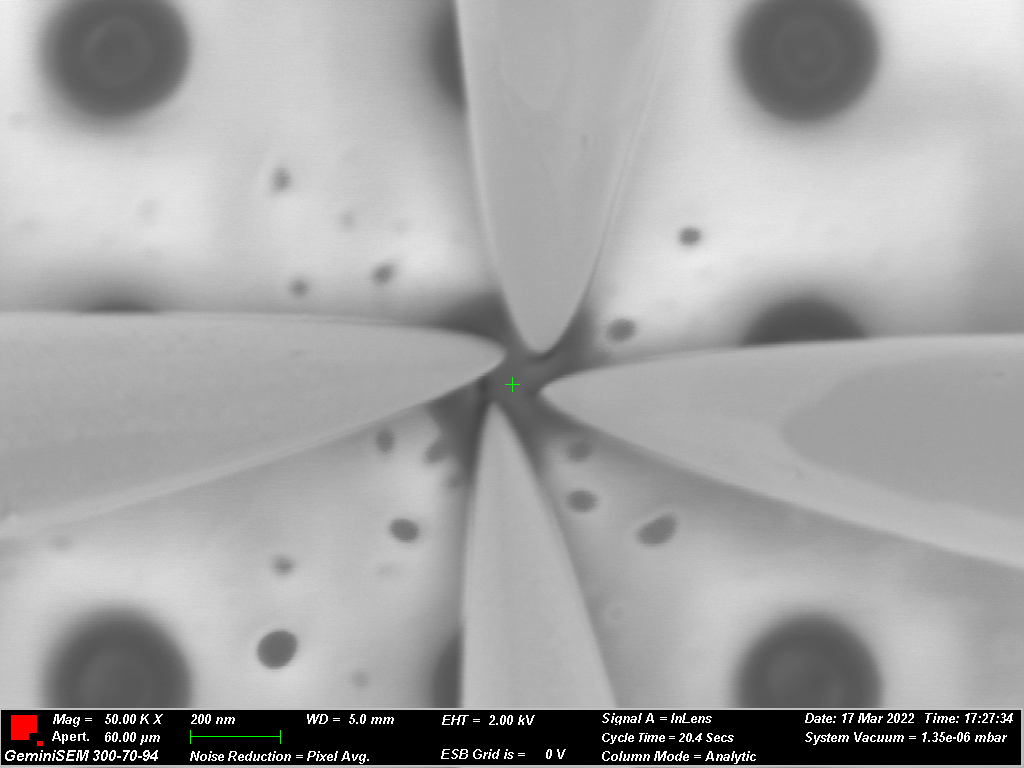 Mag = 50.00 K X 200 nm WD = 5.0 mm EHT = 2.00 kV Signal A = InLens Date: 17 Mar 2022 Time: 17:27:34
Apert. 60.00 µm Cycle Time = 20.4 Secs System Vacuum = 1.35e-06 mbar
GeminiSEM 300-70-94 Noise Reduction = Pixel Avg. ESB Grid is = 0 V Column Mode = Analytic